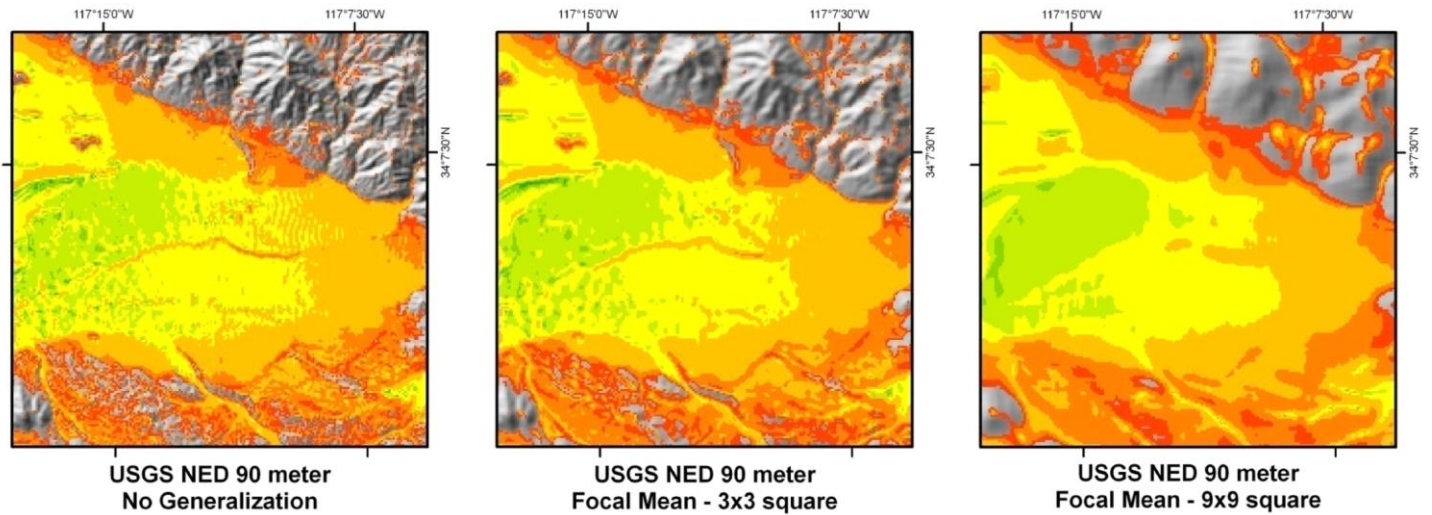 117°15'0"W 117°7'30"W 117°15'0"W 117°7'30"W 117°15'0"W 117°7'30"W
34°7'30"N
34°7'30"N
34°7'30"N
USGS NED 90 meter
No Generalization
USGS NED 90 meter
Focal Mean - 3x3 square
USGS NED 90 meter
Focal Mean - 9x9 square